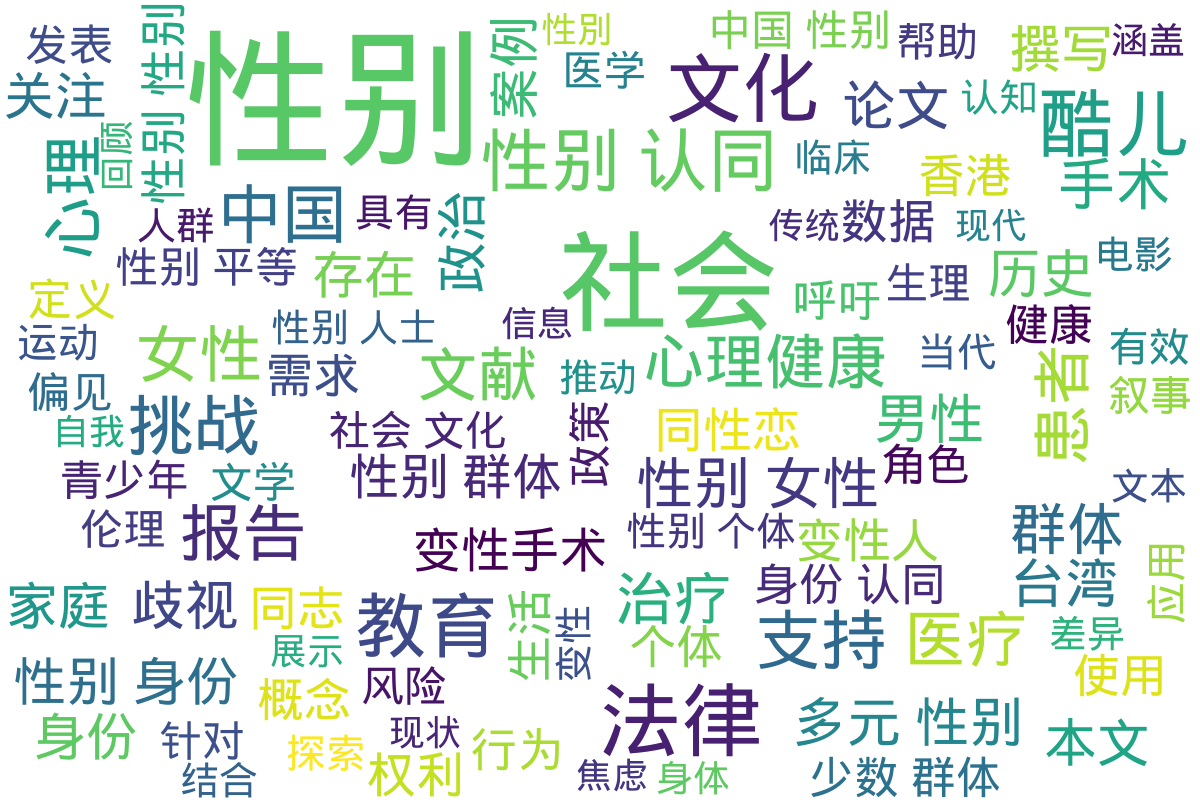 发表
性别
性别
案例
性別
中国 性别
帮助
撰写
涵盖
关注
医学
文化
论文
认知
酷儿
心理
回顾
性别
性别 认同
临床
香港
手术
人群
中国
具有
政治
传统
数据
现代
性别 平等
存在
社会
呼吁
生理
历史
电影
定义
运动
性别 人士
信息
健康
偏见
女性
需求
文献
推动
心理健康
当代
患者
有效
叙事
自我
挑战
社会 文化
政策
同性恋
男性
青少年
文学
性别 群体
性别 女性
角色
文本
伦理
报告
变性手术
性别 个体
变性人
群体
家庭
歧视
同志
教育
生活
变性
治疗
身份 认同
台湾
应用
展示
个体
支持
医疗
差异
性别 身份
概念
风险
使用
身份
针对
探索
现状
行为
法律
多元 性别
本文
结合
权利
焦虑
身体
少数 群体